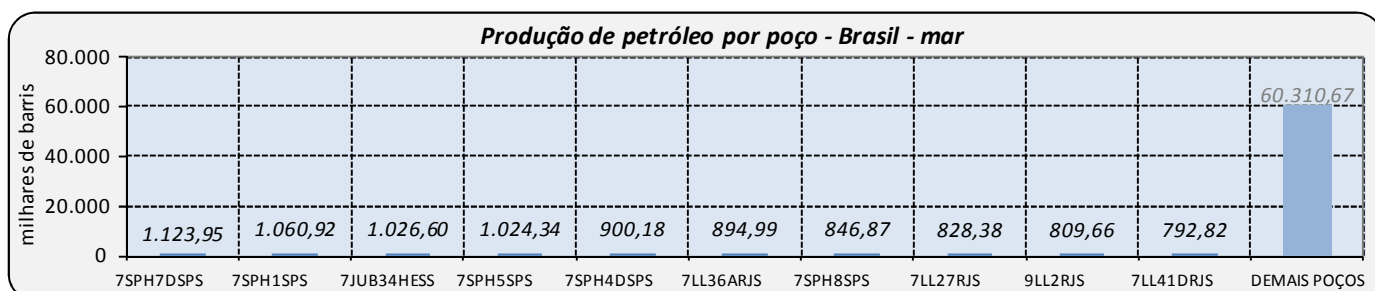 Produção de petróleo por poço - Brasil - mar
milhares de barris
80.000
60.000
40.000
20.000
0
1.123,95 1.060,92 1.026,60 1.024,34 900,18 894,99 846,87 828,38 809,66 792,82 60.310,67
7SPH7DSPS 7SPH1SPS 7JUB34HESS 7SPH5SPS 7SPH4DSPS 7LL36ARJS 7SPH8SPS 7LL27RJS 9LL2RJS 7LL41DRJS DEMAIS POÇOS